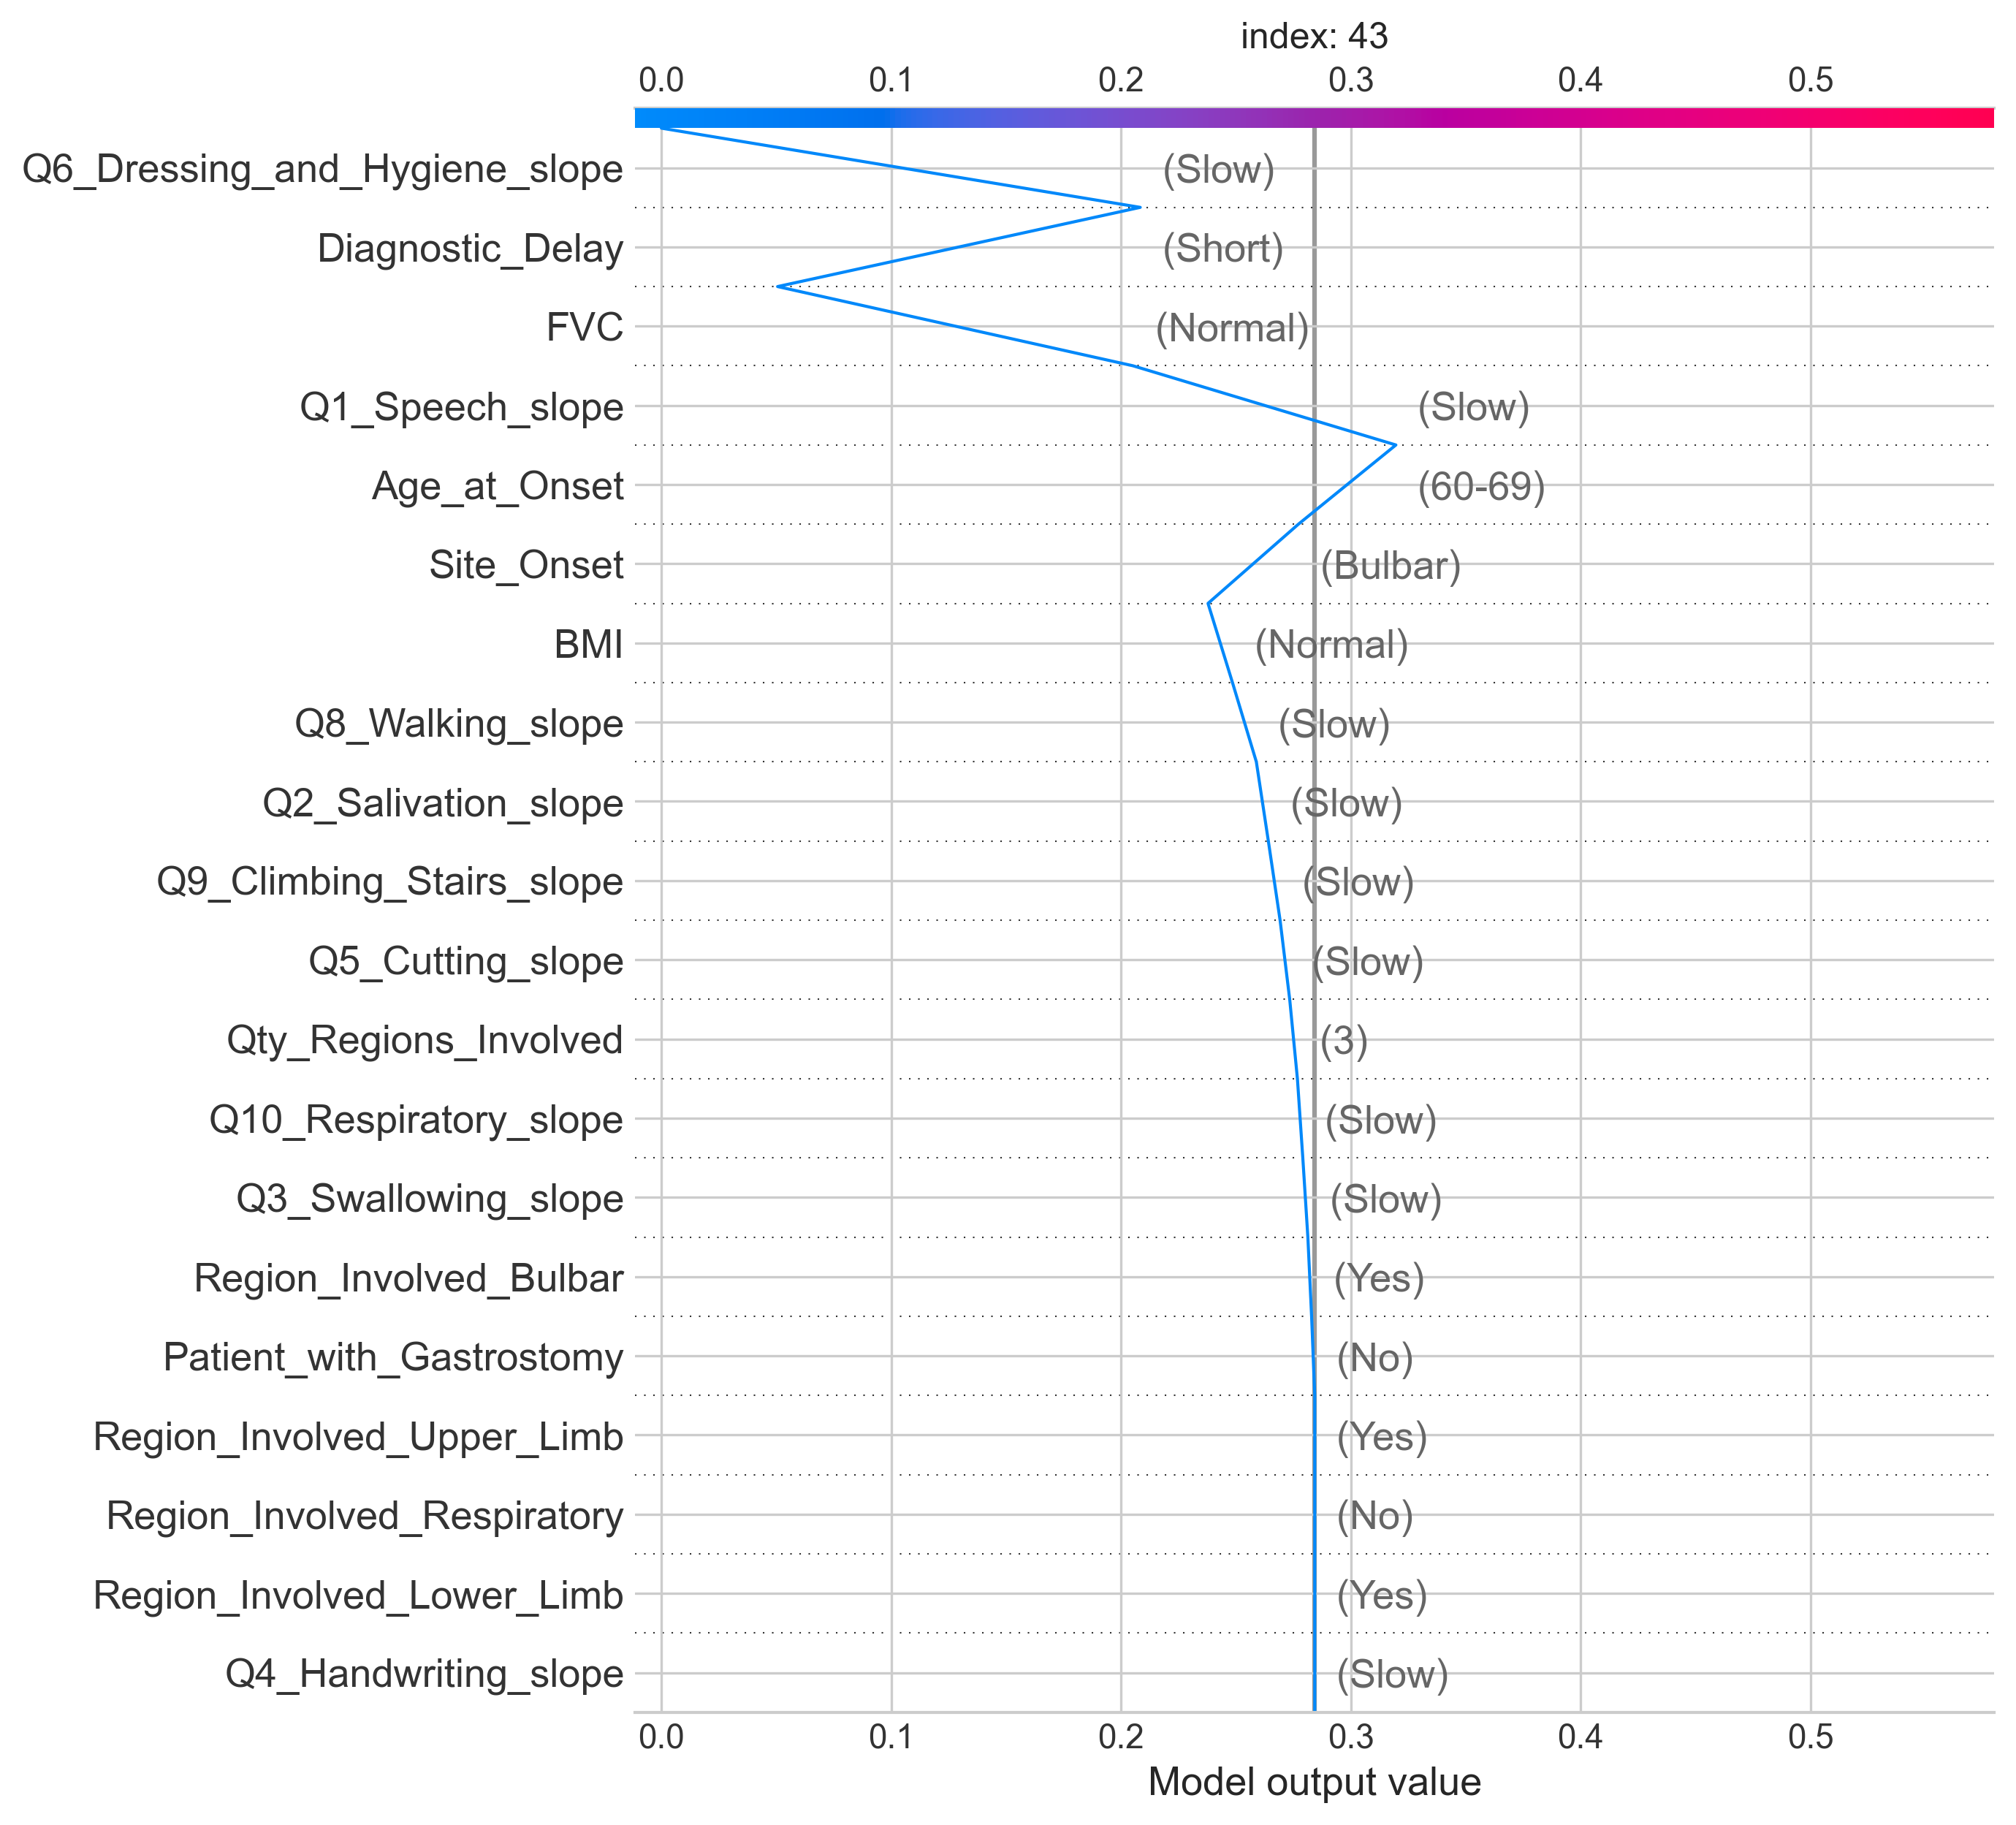 index: 43
0.0 0.1 0.2 0.3 0.4 0.5
Q6_Dressing_and_Hygiene_slope (Slow)
Diagnostic_Delay (Short)
FVC (Normal)
Q1_Speech_slope (Slow)
Age_at_Onset (60-69)
Site_Onset (Bulbar)
BMI (Normal)
Q8_Walking_slope (Slow)
Q2_Salivation_slope (Slow)
Q9_Climbing_Stairs_slope (Slow)
Q5_Cutting_slope (Slow)
Qty_Regions_Involved (3)
Q10_Respiratory_slope (Slow)
Q3_Swallowing_slope (Slow)
Region_Involved_Bulbar (Yes)
Patient_with_Gastrostomy (No)
Region_Involved_Upper_Limb (Yes)
Region_Involved_Respiratory (No)
Region_Involved_Lower_Limb (Yes)
Q4_Handwriting_slope (Slow)
0.0 0.1 0.2 0.3 0.4 0.5
Model output value